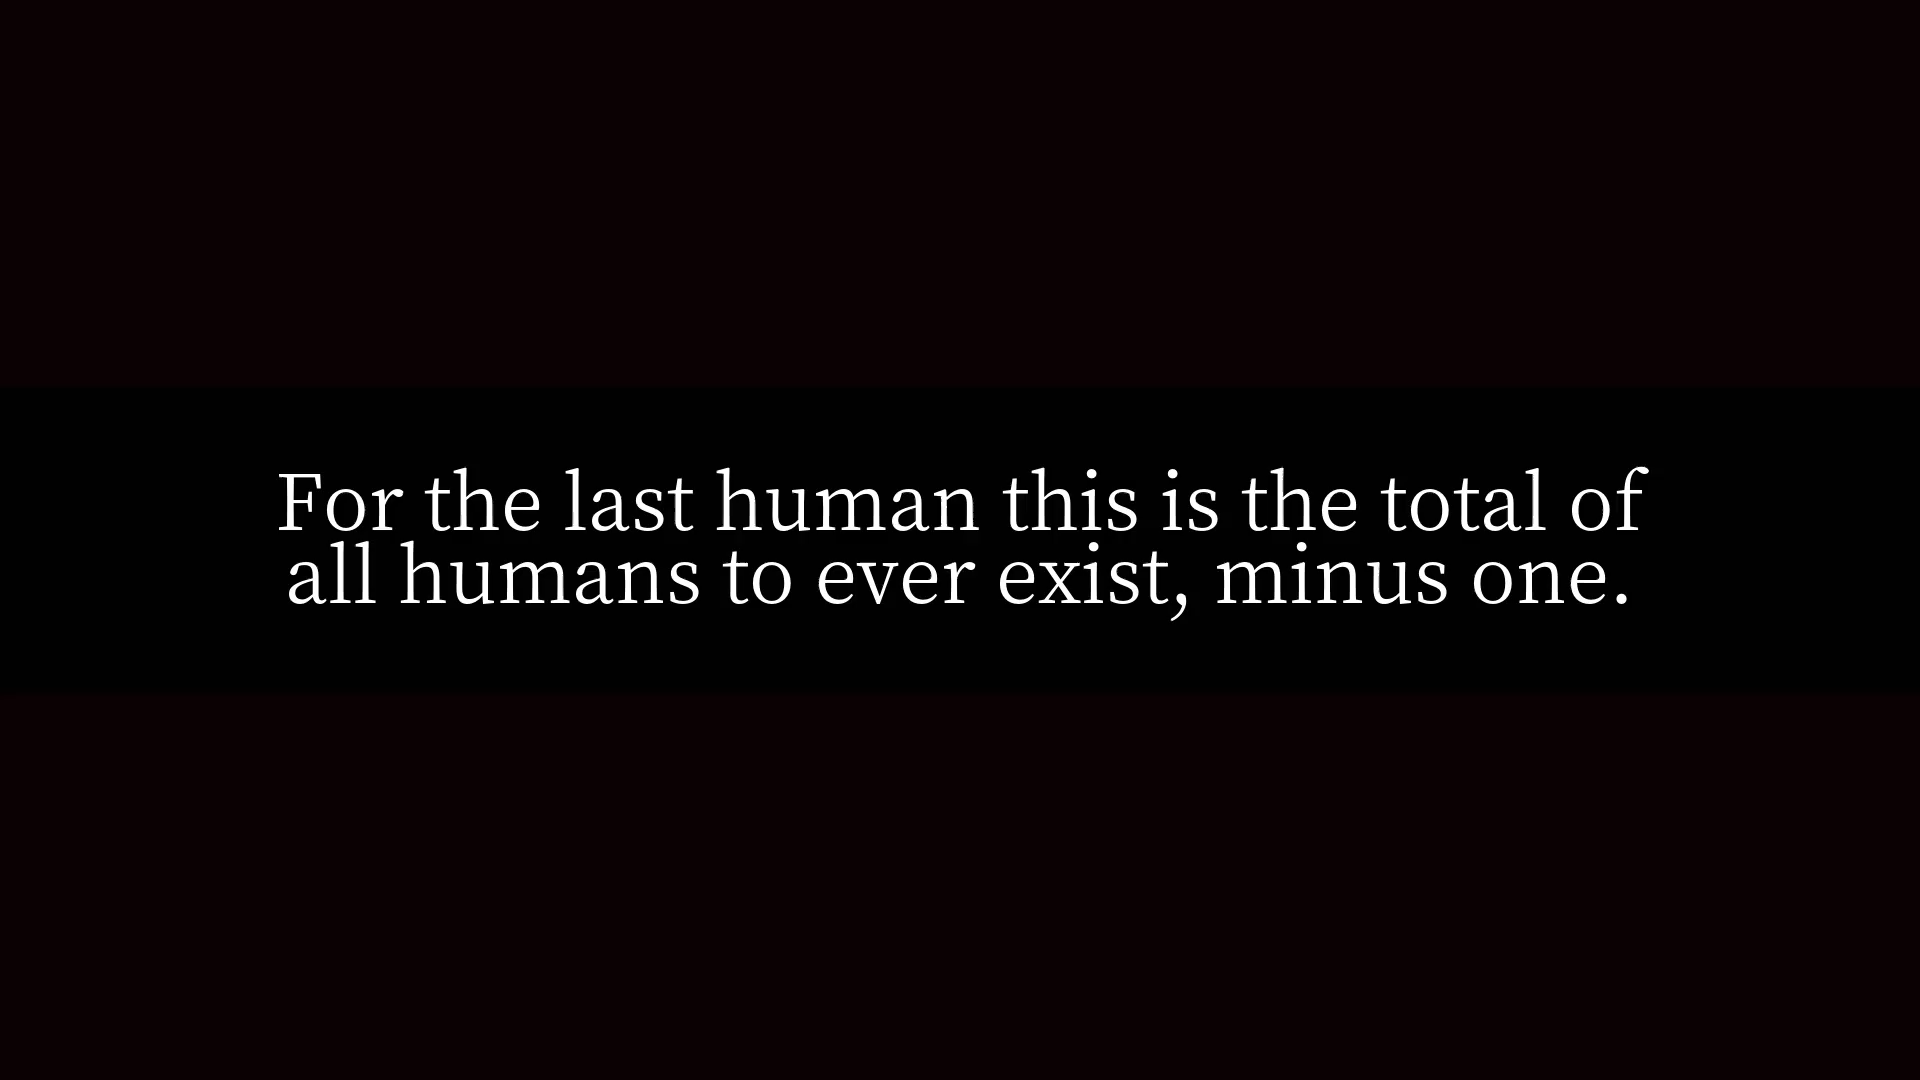 For the last human this is the total of
all humans to ever exist, minus one.